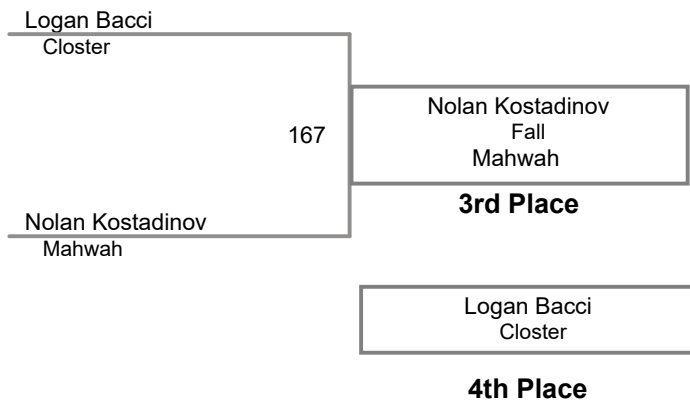 Logan Bacci
Closter
167
Nolan Kostadinov
Fall
Mahwah
3rd Place
Nolan Kostadinov
Mahwah
Logan Bacci
Closter
4th Place